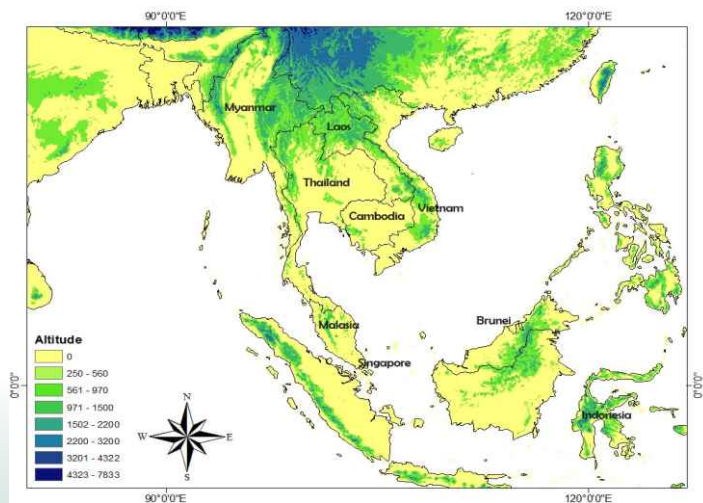 90°0'0"E
120°0'0"E
Myanmar
Laos
Thailand
Cambodia
Vietnam
Brunei
Malasia
Singapore
Indonesia
0°0'0"
0°0'0"
Altitude
0
250 - 560
561 - 970
971 - 1500
1502 - 2200
2200 - 3200
3201 - 4322
4323 - 7833
N
W
E
S
90°0'0"E
120°0'0"E